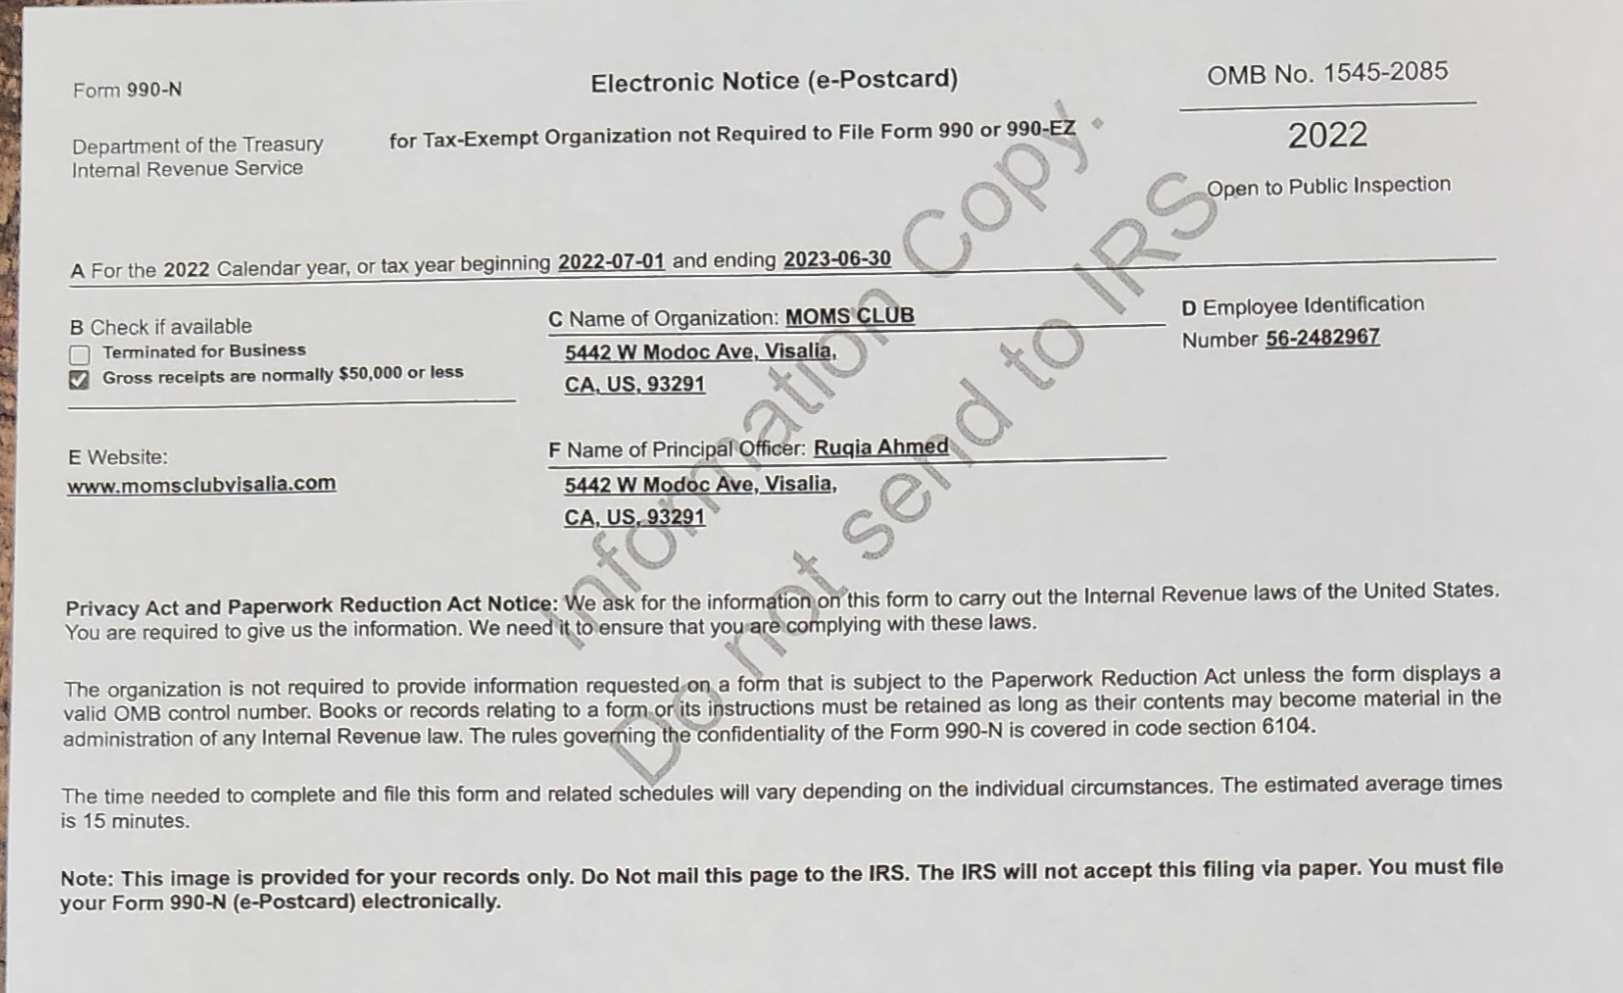 Form 990-N
Electronic Notice (e-Postcard)
OMB No. 1545-2085
Department of the Treasury
Internal Revenue Service
for Tax-Exempt Organization not Required to File Form 990 or 990-EZ
2022
Open to Public Inspection
A For the 2022 Calendar year, or tax year beginning 2022-07-01 and ending 2023-06-30
B Check if available
Terminated for Business
Gross receipts are normally $50,000 or less
C Name of Organization: MOMS CLUB
5442 W Modoc Ave, Visalia,
CA, US, 93291
D Employee Identification
Number 56-2482967
E Website:
www.momsclubvisalia.com
F Name of Principal Officer: Ruqia Ahmed
5442 W Modoc Ave, Visalia,
CA, US, 93291
Privacy Act and Paperwork Reduction Act Notice: We ask for the information on this form to carry out the Internal Revenue laws of the United States.
You are required to give us the information. We need it to ensure that you are complying with these laws.
The organization is not required to provide information requested on a form that is subject to the Paperwork Reduction Act unless the form displays a
valid OMB control number. Books or records relating to a form or its instructions must be retained as long as their contents may become material in the
administration of any Internal Revenue law. The rules governing the confidentiality of the Form 990-N is covered in code section 6104.
The time needed to complete and file this form and related schedules will vary depending on the individual circumstances. The estimated average times
is 15 minutes.
Note: This image is provided for your records only. Do Not mail this page to the IRS. The IRS will not accept this filing via paper. You must file
your Form 990-N (e-Postcard) electronically.
Information Copy.
Do not send to IRS